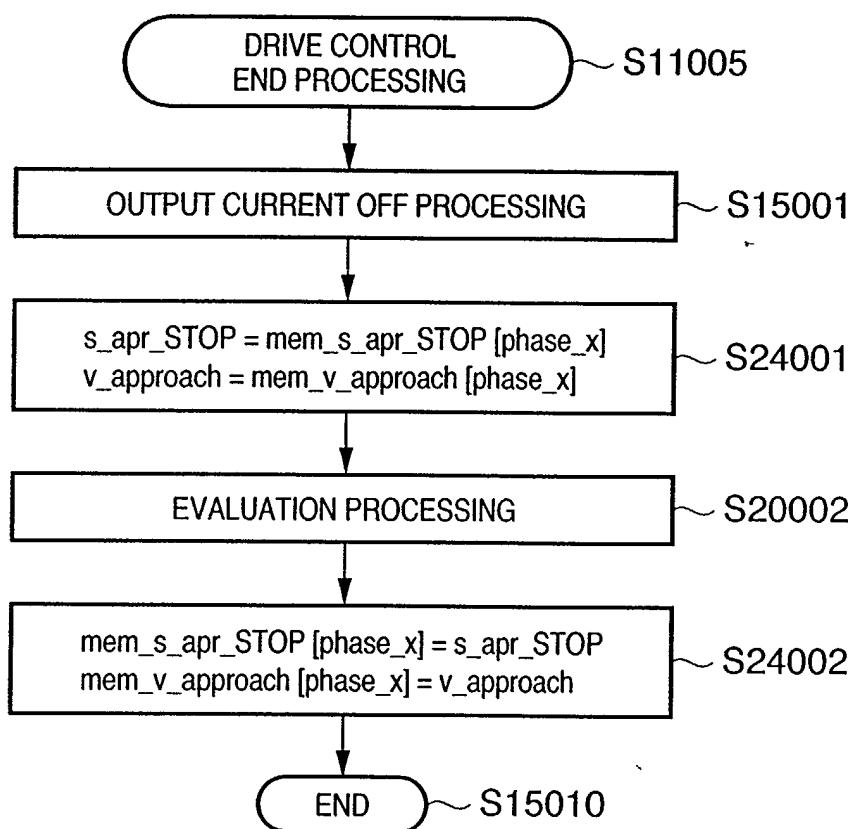 DRIVE CONTROL
END PROCESSING
S11005
OUTPUT CURRENT OFF PROCESSING
S15001
s_apr_STOP = mem_s_apr_STOP [phase_x]
v_approach = mem_v_approach [phase_x]
S24001
EVALUATION PROCESSING
S20002
mem_s_apr_STOP [phase_x] = s_apr_STOP
mem_v_approach [phase_x] = v_approach
S24002
END
S15010